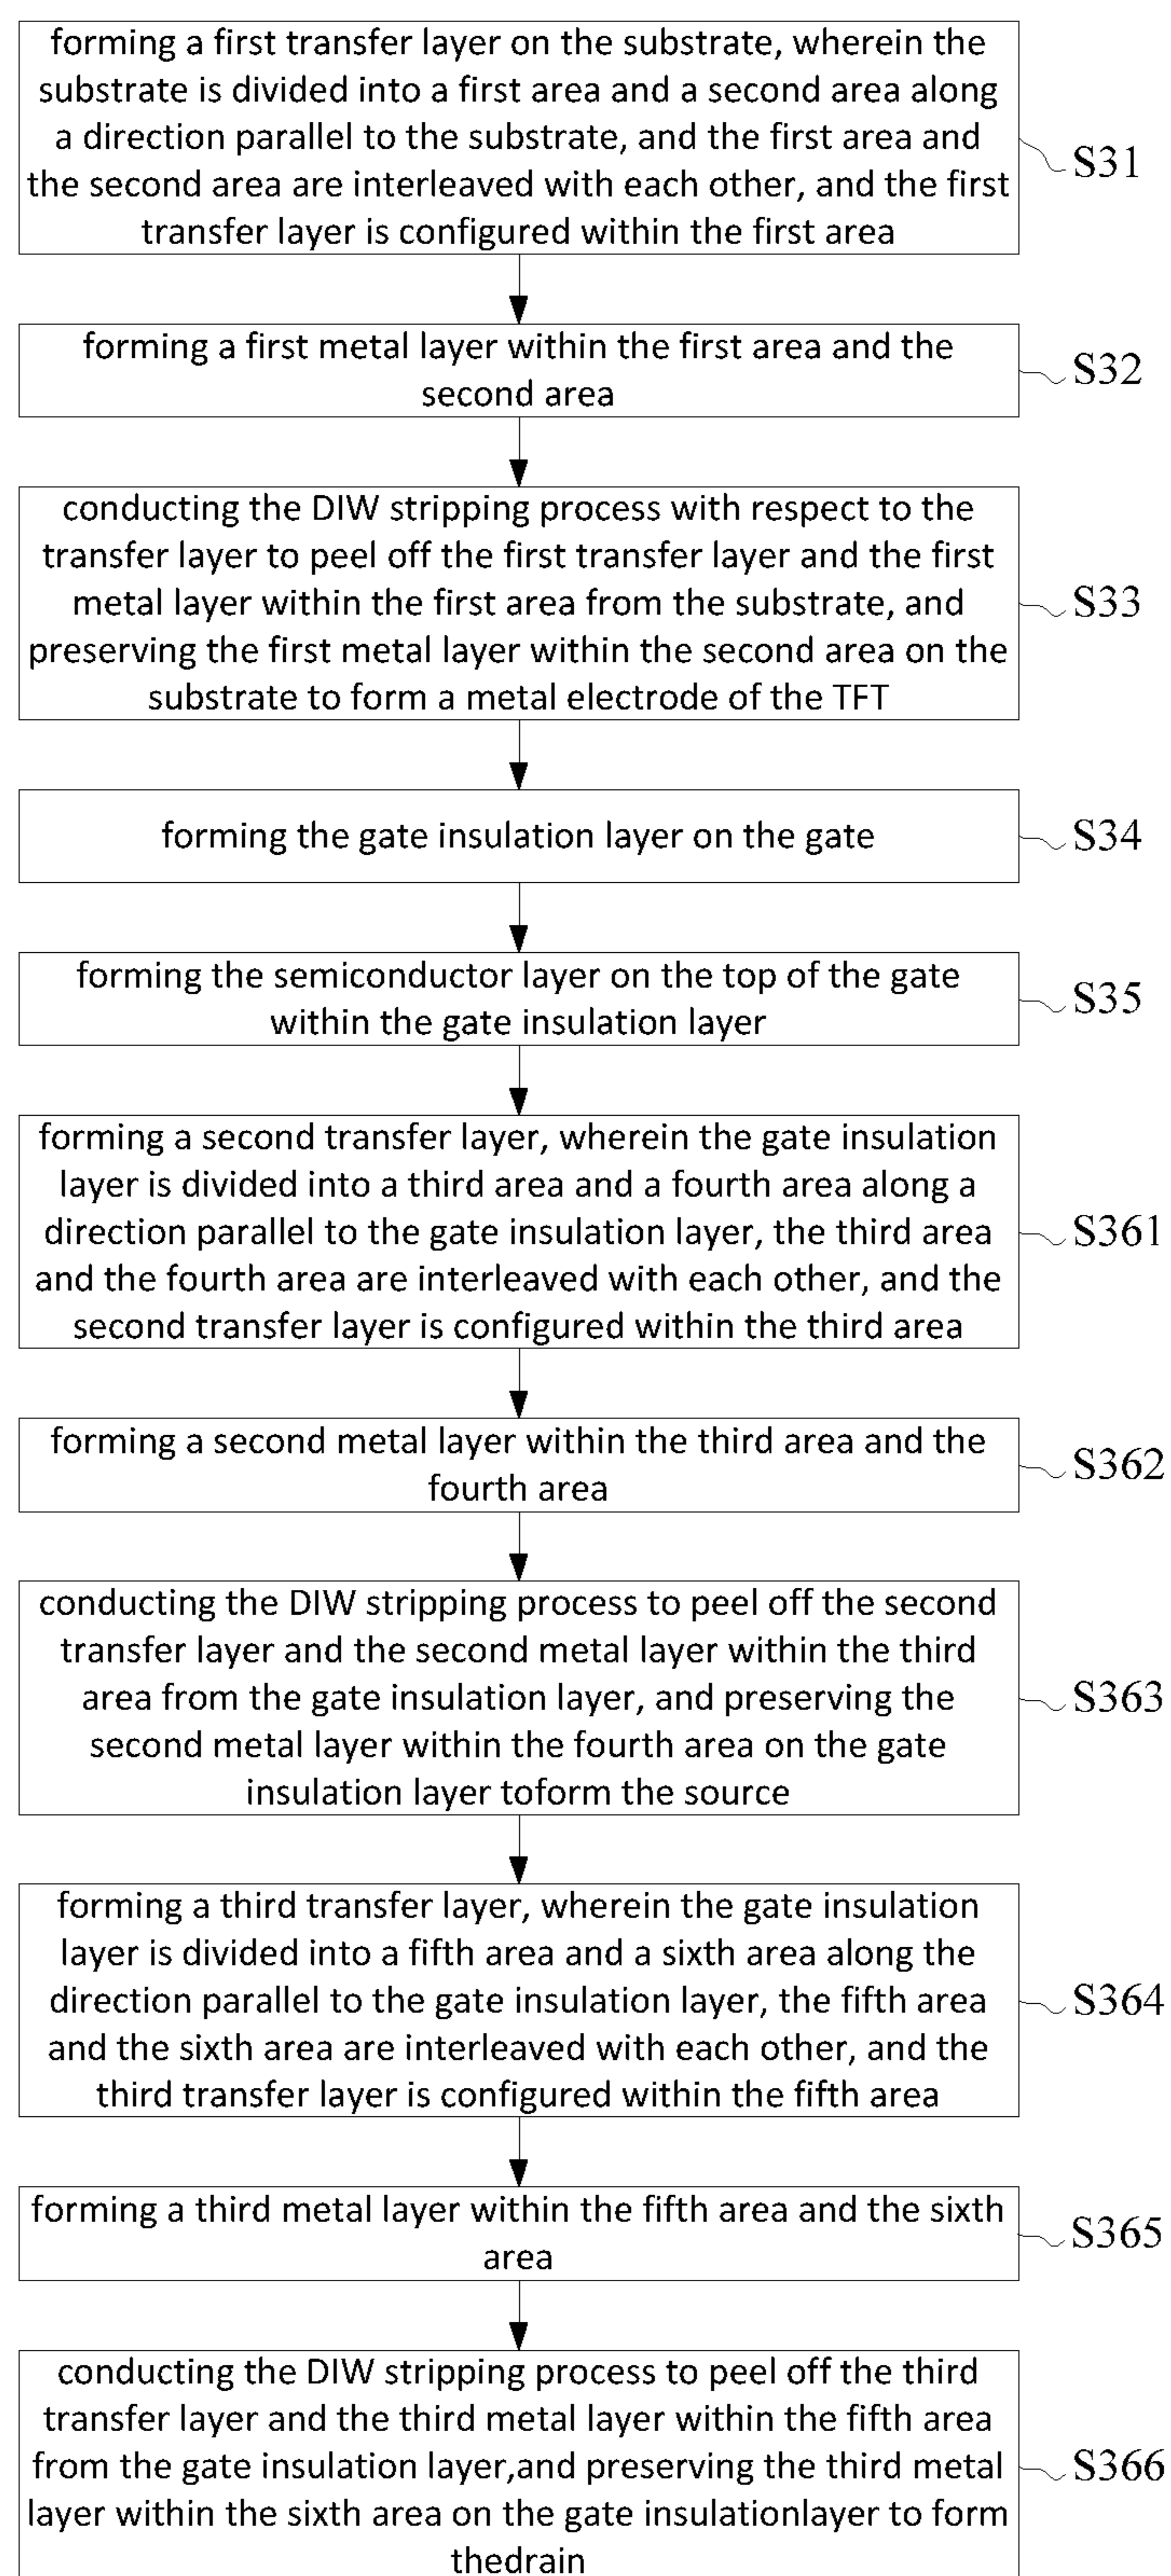 forming a first transfer layer on the substrate, wherein the
substrate is divided into a first area and a second area along
a direction parallel to the substrate, and the first area and
the second area are interleaved with each other, and the first
transfer layer is configured within the first area
S31
forming a first metal layer within the first area and the
second area
S32
conducting the DIW stripping process with respect to the
transfer layer to peel off the first transfer layer and the first
metal layer within the first area from the substrate, and
preserving the first metal layer within the second area on the
substrate to form a metal electrode of the TFT
S33
forming the gate insulation layer on the gate
S34
forming the semiconductor layer on the top of the gate
within the gate insulation layer
S35
forming a second transfer layer, wherein the gate insulation
layer is divided into a third area and a fourth area along a
direction parallel to the gate insulation layer, the third area
and the fourth area are interleaved with each other, and the
second transfer layer is configured within the third area
S361
forming a second metal layer within the third area and the
fourth area
S362
conducting the DIW stripping process to peel off the second
transfer layer and the second metal layer within the third
area from the gate insulation layer, and preserving the
second metal layer within the fourth area on the gate
insulation layer toform the source
S363
forming a third transfer layer, wherein the gate insulation
layer is divided into a fifth area and a sixth area along the
direction parallel to the gate insulation layer, the fifth area
and the sixth area are interleaved with each other, and the
third transfer layer is configured within the fifth area
S364
forming a third metal layer within the fifth area and the sixth
area
S365
conducting the DIW stripping process to peel off the third
transfer layer and the third metal layer within the fifth area
from the gate insulation layer,and preserving the third metal
layer within the sixth area on the gate insulationlayer to form
thedrain
S366